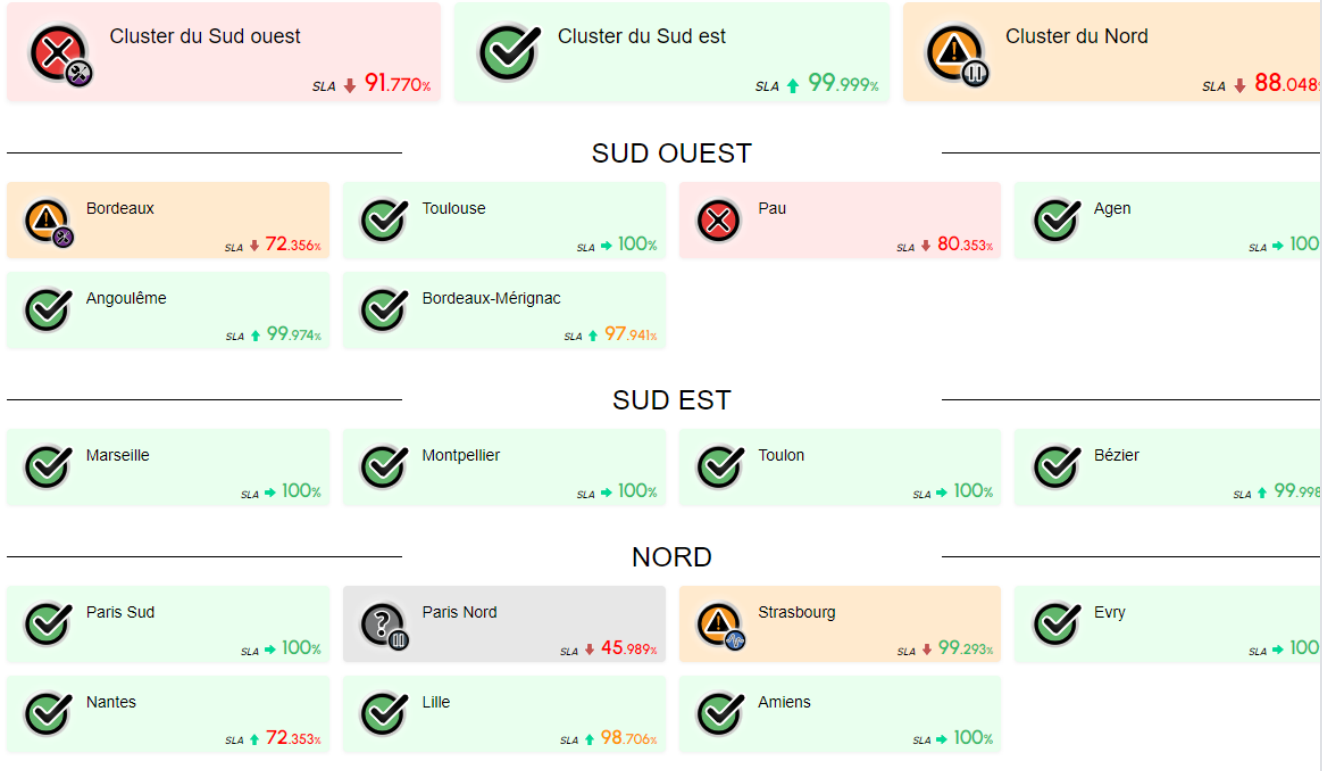 Cluster du Sud ouest
SLA 91.770%
Cluster du Sud est
SLA 99.999%
Cluster du Nord
SLA 88.048%
SUD OUEST
Bordeaux
SLA 72.356%
Toulouse
SLA 100%
Pau
SLA 80.353%
Agen
SLA 100
Angoulême
SLA 99.974%
Bordeaux-Mérignac
SLA 97.941%
SUD EST
Marseille
SLA 100%
Montpellier
SLA 100%
Toulon
SLA 100%
Bézier
SLA 99.998
NORD
Paris Sud
SLA 100%
Paris Nord
SLA 45.989%
Strasbourg
SLA 99.293%
Evry
SLA 100
Nantes
SLA 72.353%
Lille
SLA 98.706%
Amiens
SLA 100%